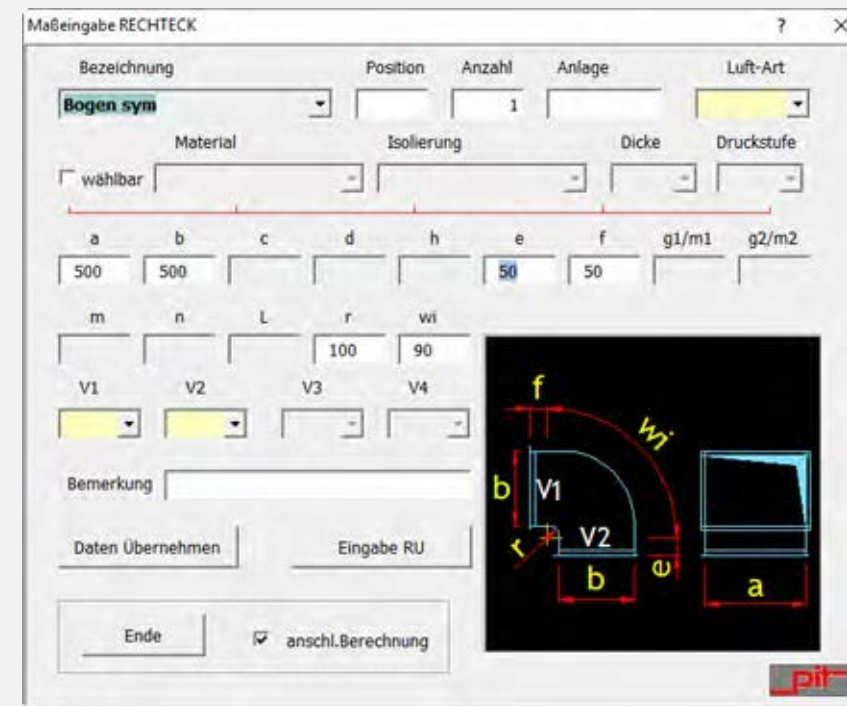 Maßeingabe RECHTECK ?
Bezeichnung Position Anzahl Anlage Luft-Art
Bogen sym 1
Material Isolierung Dicke Druckstufe
wählbar
a b c d h e f g1/m1 g2/m2
500 500 50 50
m n L r wi
100 90
V1 V2 V3 V4
Bemerkung
Daten Übernehmen Eingabe RU
Ende anschl.Berechnung
f
wi
b V1
r V2 e
b a
pit